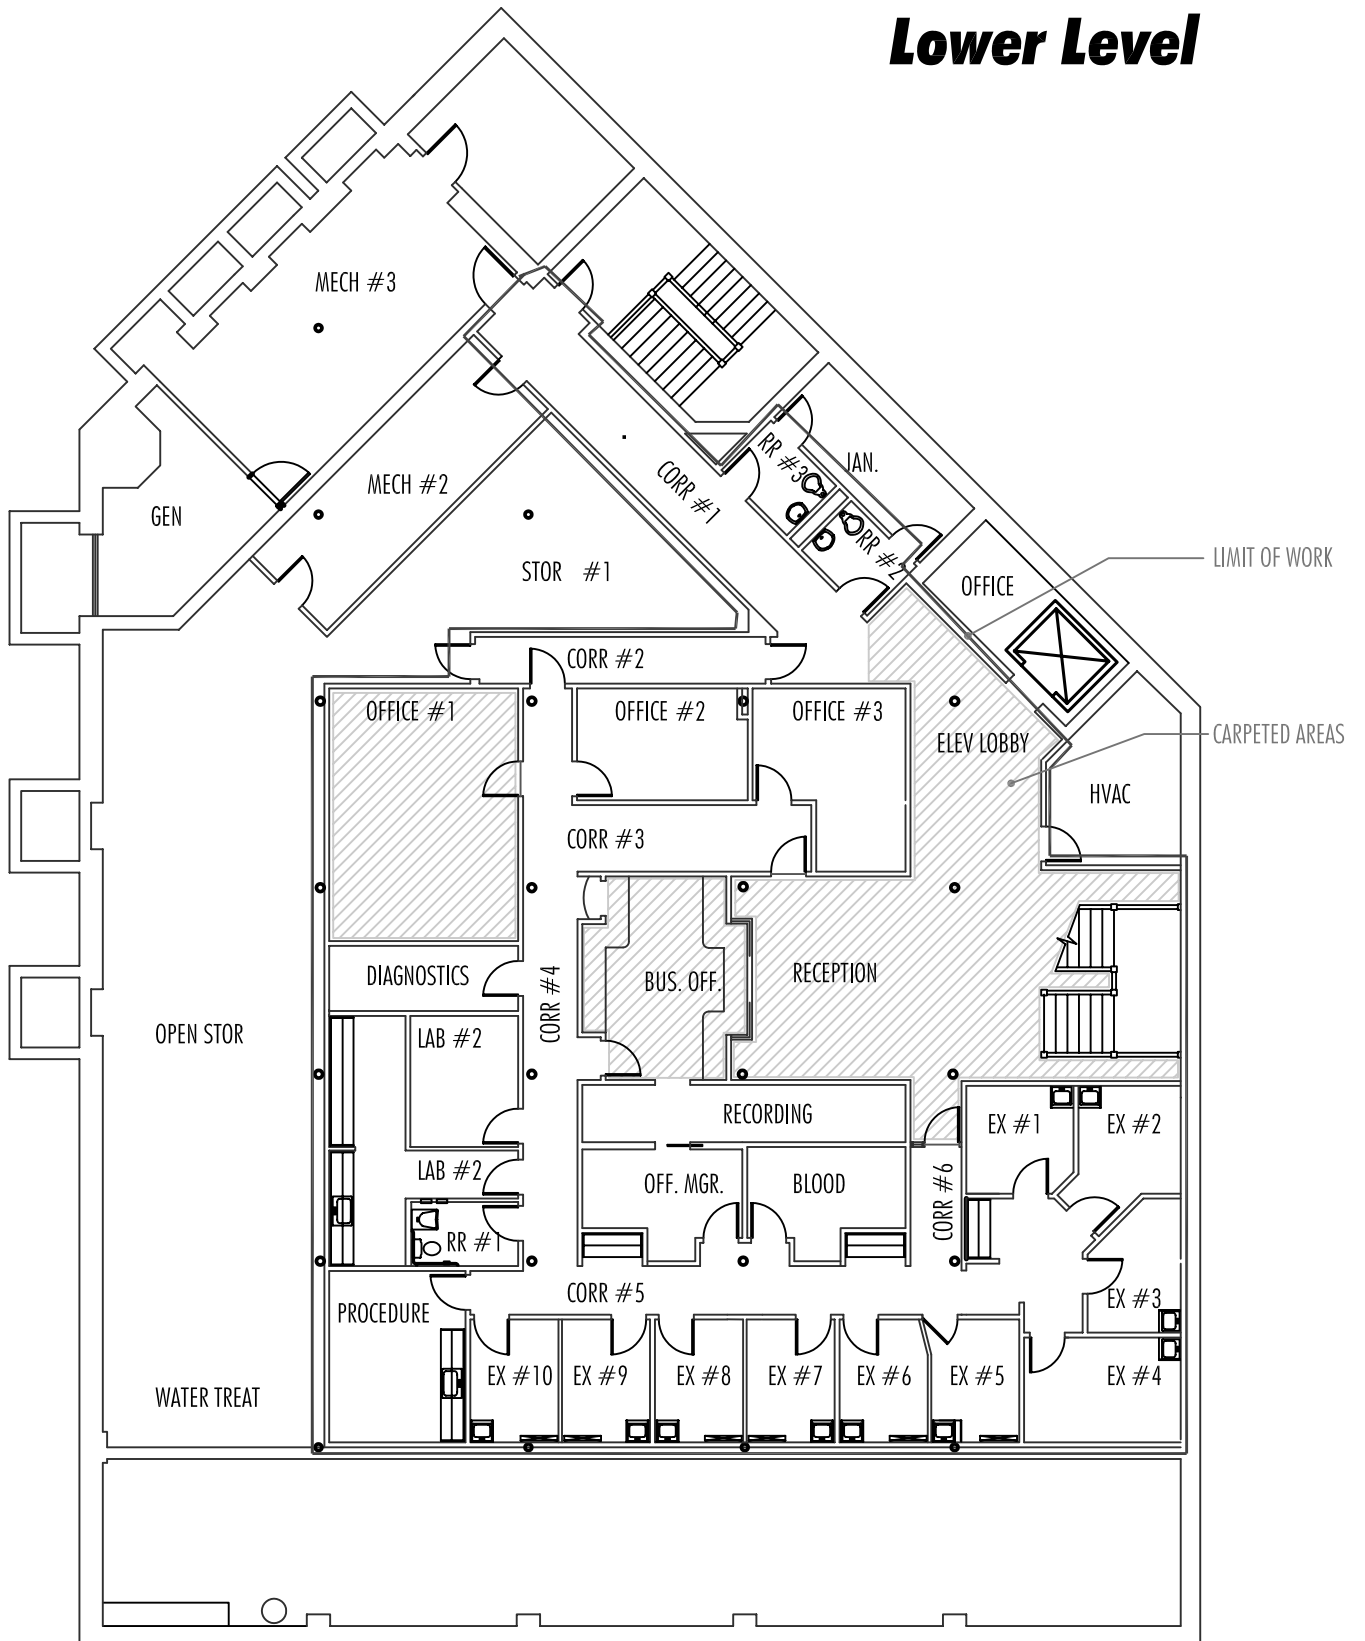 Lower Level
MECH #3
MECH #2
GEN
CORR #1
RR #3
JAN.
RR #2
LIMIT OF WORK
OFFICE
STOR #1
CORR #2
OFFICE #1
OFFICE #2
OFFICE #3
ELEV LOBBY
CARPETED AREAS
HVAC
CORR #3
DIAGNOSTICS
CORR #4
BUS. OFF.
RECEPTION
OPEN STOR
LAB #2
RECORDING
EX #1
EX #2
LAB #2
OFF. MGR.
BLOOD
CORR #6
RR #1
CORR #5
EX #3
PROCEDURE
WATER TREAT
EX #10
EX #9
EX #8
EX #7
EX #6
EX #5
EX #4